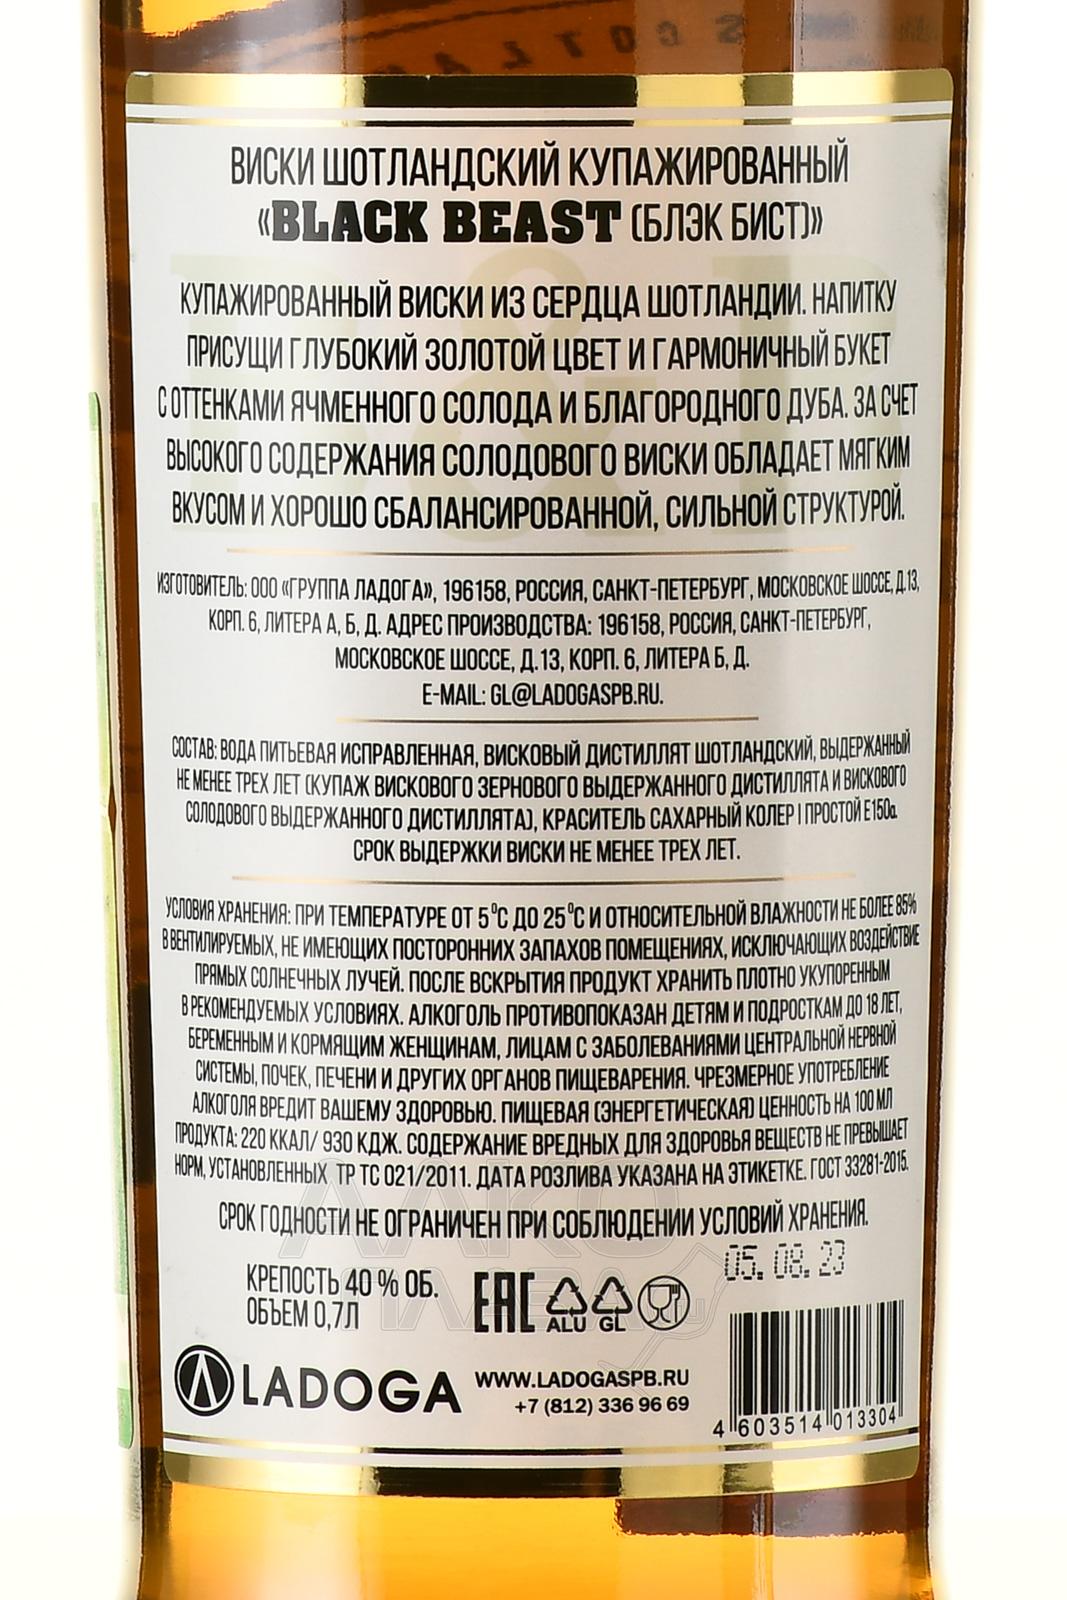 SCOTLA
ВИСКИ ШОТЛАНДСКИЙ КУПАЖИРОВАННЫЙ
«BLACK BEAST (БЛЭК БИСТ)»
КУПАЖИРОВАННЫЙ ВИСКИ ИЗ СЕРДЦА ШОТЛАНДИИ. НАПИТКУ
ПРИСУЩИ ГЛУБОКИЙ ЗОЛОТОЙ ЦВЕТ И ГАРМОНИЧНЫЙ БУКЕТ
С ОТТЕНКАМИ ЯЧМЕННОГО СОЛОДА И БЛАГОРОДНОГО ДУБА. ЗА СЧЕТ
ВЫСОКОГО СОДЕРЖАНИЯ СОЛОДОВОГО ВИСКИ ОБЛАДАЕТ МЯГКИМ
ВКУСОМ И ХОРОШО СБАЛАНСИРОВАННОЙ, СИЛЬНОЙ СТРУКТУРОЙ.
ИЗГОТОВИТЕЛЬ: ООО «ГРУППА ЛАДОГА», 196158, РОССИЯ, САНКТ-ПЕТЕРБУРГ, МОСКОВСКОЕ ШОССЕ, Д.13,
КОРП. 6, ЛИТЕРА А, Б, Д. АДРЕС ПРОИЗВОДСТВА: 196158, РОССИЯ, САНКТ-ПЕТЕРБУРГ,
МОСКОВСКОЕ ШОССЕ, Д.13, КОРП. 6, ЛИТЕРА Б, Д.
E-MAIL: GL@LADOGASPB.RU.
СОСТАВ: ВОДА ПИТЬЕВАЯ ИСПРАВЛЕННАЯ, ВИСКОВЫЙ ДИСТИЛЛЯТ ШОТЛАНДСКИЙ, ВЫДЕРЖАННЫЙ
НЕ МЕНЕЕ ТРЕХ ЛЕТ (КУПАЖ ВИСКОВОГО ЗЕРНОВОГО ВЫДЕРЖАННОГО ДИСТИЛЛЯТА И ВИСКОВОГО
СОЛОДОВОГО ВЫДЕРЖАННОГО ДИСТИЛЛЯТА), КРАСИТЕЛЬ САХАРНЫЙ КОЛЕР I ПРОСТОЙ Е150a.
СРОК ВЫДЕРЖКИ ВИСКИ НЕ МЕНЕЕ ТРЕХ ЛЕТ.
УСЛОВИЯ ХРАНЕНИЯ: ПРИ ТЕМПЕРАТУРЕ ОТ 5°С ДО 25°С И ОТНОСИТЕЛЬНОЙ ВЛАЖНОСТИ НЕ БОЛЕЕ 85%
В ВЕНТИЛИРУЕМЫХ, НЕ ИМЕЮЩИХ ПОСТОРОННИХ ЗАПАХОВ ПОМЕЩЕНИЯХ, ИСКЛЮЧАЮЩИХ ВОЗДЕЙСТВИЕ
ПРЯМЫХ СОЛНЕЧНЫХ ЛУЧЕЙ. ПОСЛЕ ВСКРЫТИЯ ПРОДУКТ ХРАНИТЬ ПЛОТНО УКУПОРЕННЫМ
В РЕКОМЕНДУЕМЫХ УСЛОВИЯХ. АЛКОГОЛЬ ПРОТИВОПОКАЗАН ДЕТЯМ И ПОДРОСТКАМ ДО 18 ЛЕТ,
БЕРЕМЕННЫМ И КОРМЯЩИМ ЖЕНЩИНАМ, ЛИЦАМ С ЗАБОЛЕВАНИЯМИ ЦЕНТРАЛЬНОЙ НЕРВНОЙ
СИСТЕМЫ, ПОЧЕК, ПЕЧЕНИ И ДРУГИХ ОРГАНОВ ПИЩЕВАРЕНИЯ. ЧРЕЗМЕРНОЕ УПОТРЕБЛЕНИЕ
АЛКОГОЛЯ ВРЕДИТ ВАШЕМУ ЗДОРОВЬЮ. ПИЩЕВАЯ (ЭНЕРГЕТИЧЕСКАЯ) ЦЕННОСТЬ НА 100 МЛ
ПРОДУКТА: 220 ККАЛ/ 930 КДЖ. СОДЕРЖАНИЕ ВРЕДНЫХ ДЛЯ ЗДОРОВЬЯ ВЕЩЕСТВ НЕ ПРЕВЫШАЕТ
НОРМ, УСТАНОВЛЕННЫХ ТР ТС 021/2011. ДАТА РОЗЛИВА УКАЗАНА НА ЭТИКЕТКЕ. ГОСТ 33281-2015.
СРОК ГОДНОСТИ НЕ ОГРАНИЧЕН ПРИ СОБЛЮДЕНИИ УСЛОВИЙ ХРАНЕНИЯ.
05.08.23
КРЕПОСТЬ 40 % ОБ.
ОБЪЕМ 0,7Л
EAC
ALU GL
LADOGA
WWW.LADOGASPB.RU
+7 (812) 336 96 69
4 603514 013304